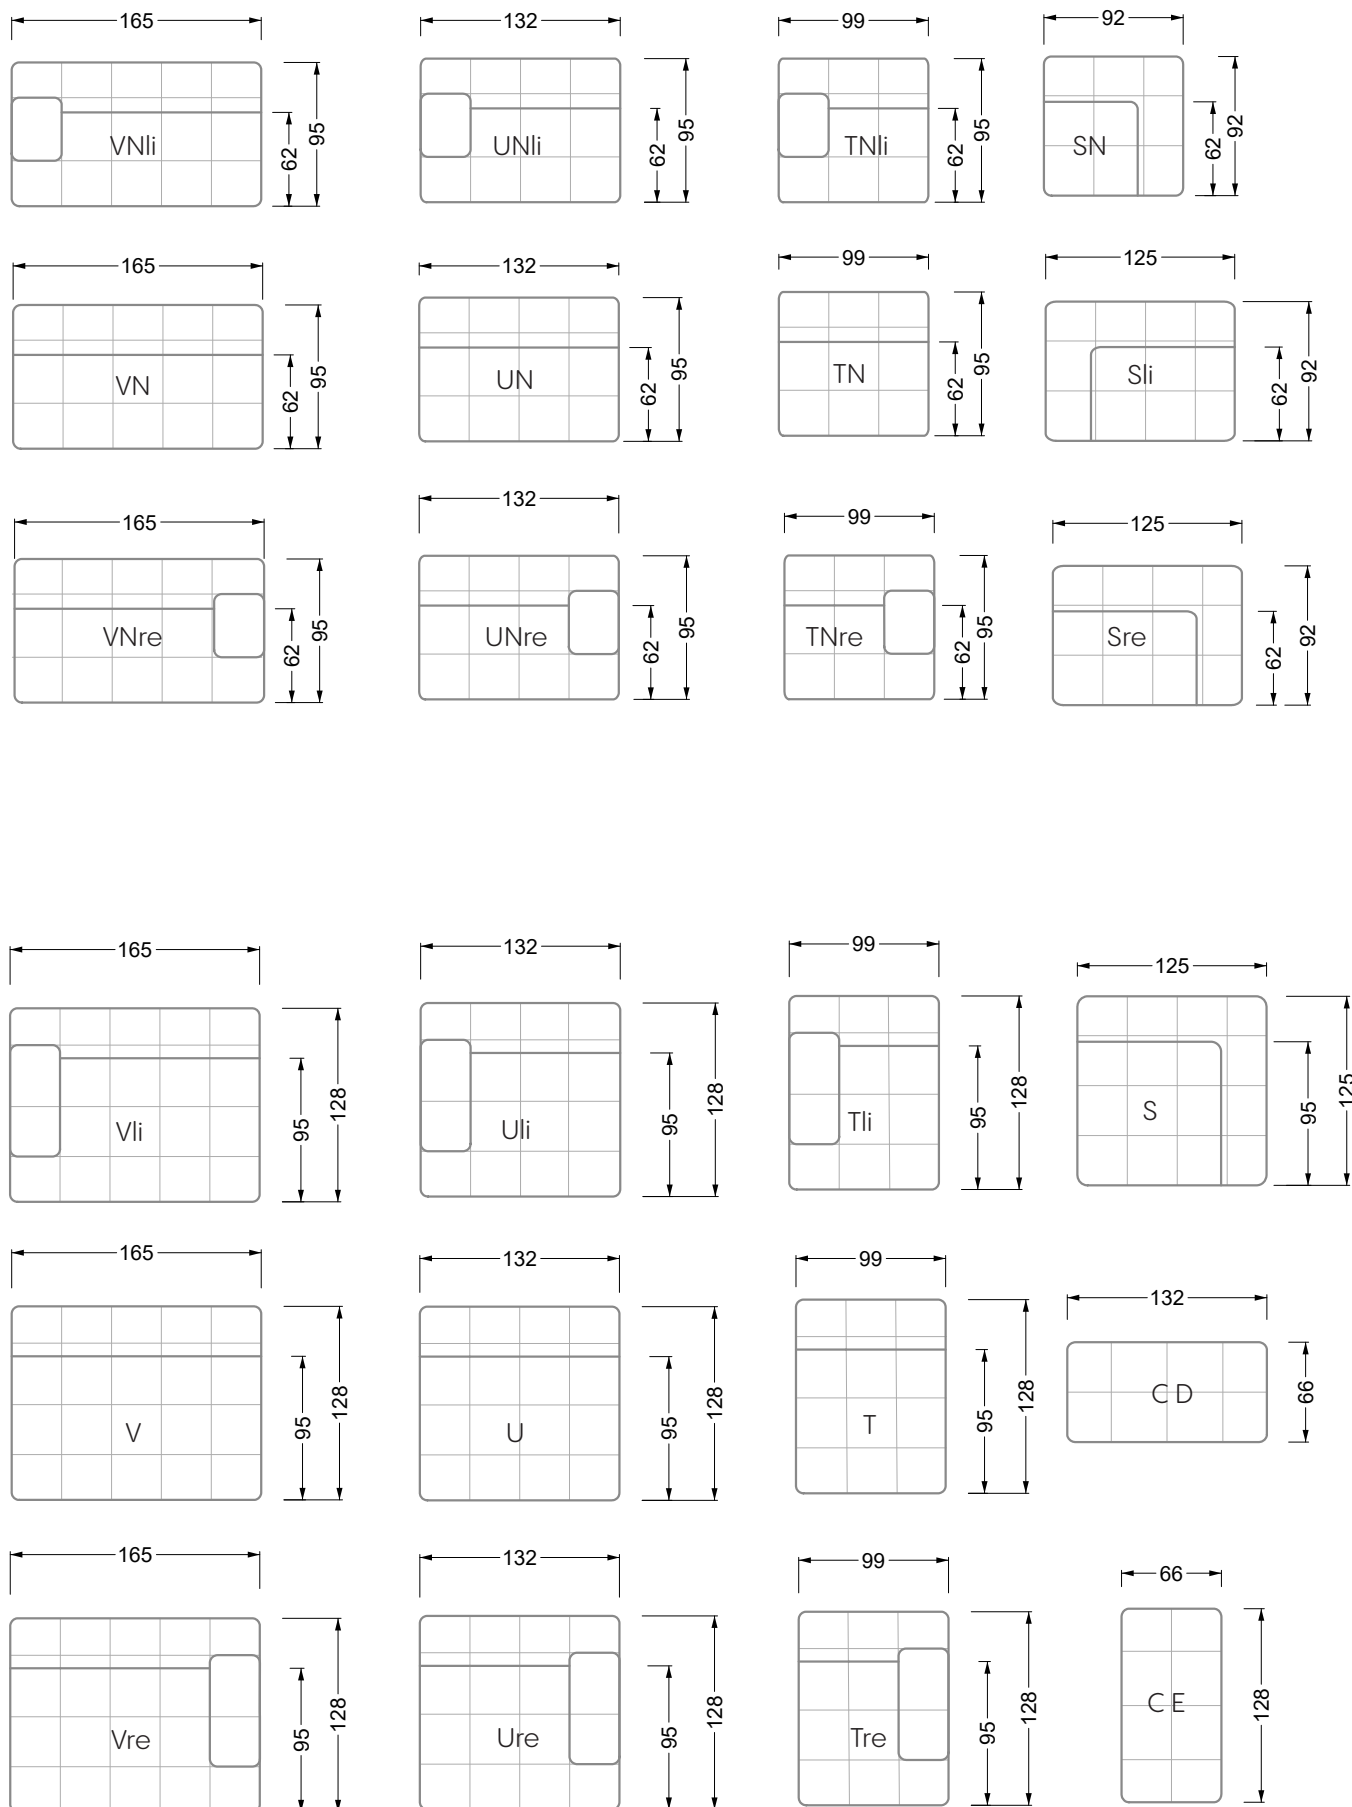 165 132 99 92
VNli 62 95 UNli 62 95 TNli 62 95 SN 62 92
165 132 99 125
VN 62 95 UN 62 95 TN 62 95 Sli 62 92
165 132 99 125
VNre 62 95 UNre 62 95 TNre 62 95 Sre 62 92
165 132 99 125
Vli 95 128 Uli 95 128 Tli 95 128 S 95 125
165 132 99 132
V 95 128 U 95 128 T 95 128 C D 66
165 132 99 66
Vre 95 128 Ure 95 128 Tre 95 128 C E 128